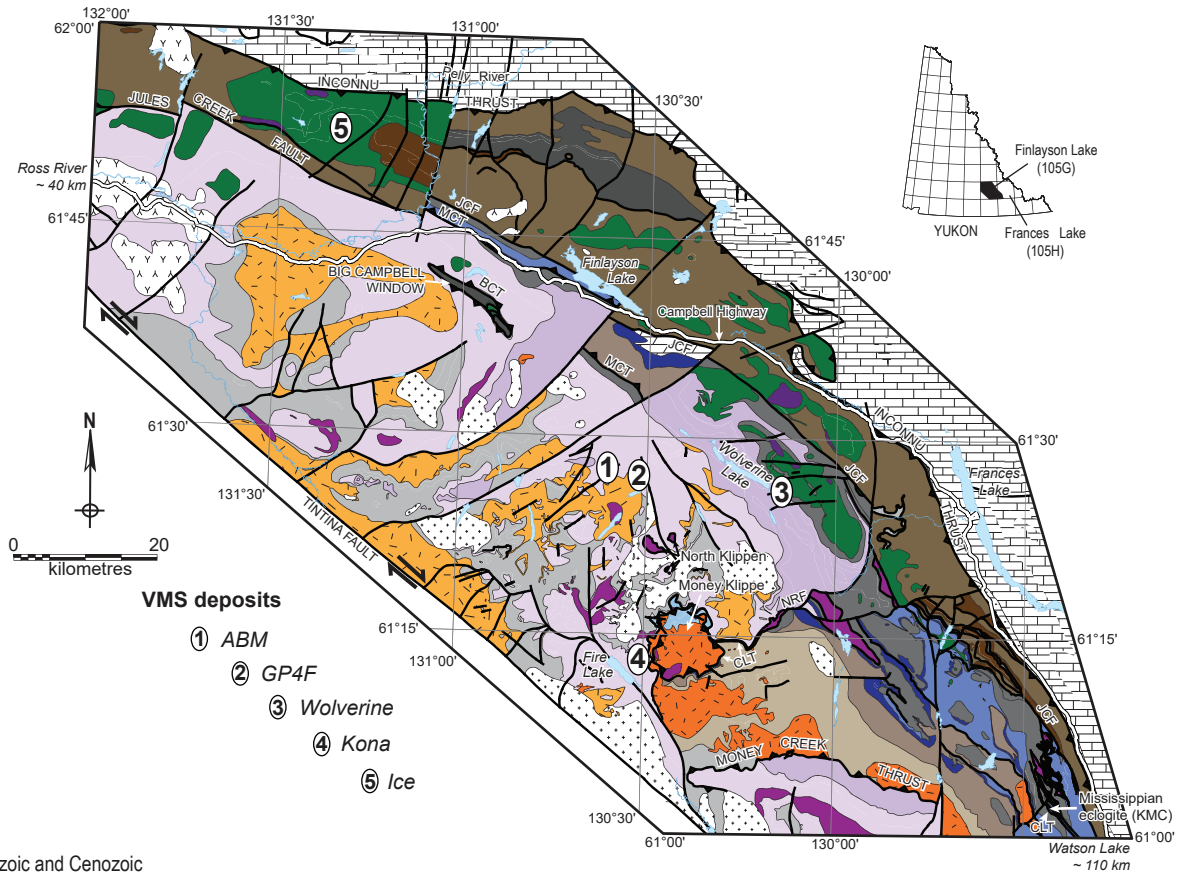 132°00'
62°00'
131°30'
131°00'
Pelly River
INCONNU
THRUST
130°30'
JULES
CREEK
FAULT
5
Ross River
~ 40 km
61°45'
JCF
MCT
BIG CAMPBELL
WINDOW
BCT
Finlayson
Lake
61°45'
130°00'
Campbell Highway
JCF
MCT
INCONNU
THRUST
61°30'
Frances
Lake
JCF
Wolverine
Lake
1
2
3
61°30'
131°30'
TINTINA FAULT
N
0
20
kilometres
North Klippen
Money Klippe
NRF
4
CLT
Fire
Lake
61°15'
131°00'
61°15'
MONEY
CREEK
THRUST
JCF
Mississippian
eclogite (KMC)
CLT
130°30'
61°00'
130°00'
61°00'
Watson Lake
~ 110 km
Finlayson Lake
(105G)
YUKON
Frances Lake
(105H)
VMS deposits
1 ABM
2 GP4F
3 Wolverine
4 Kona
5 Ice
zoic and Cenozoic